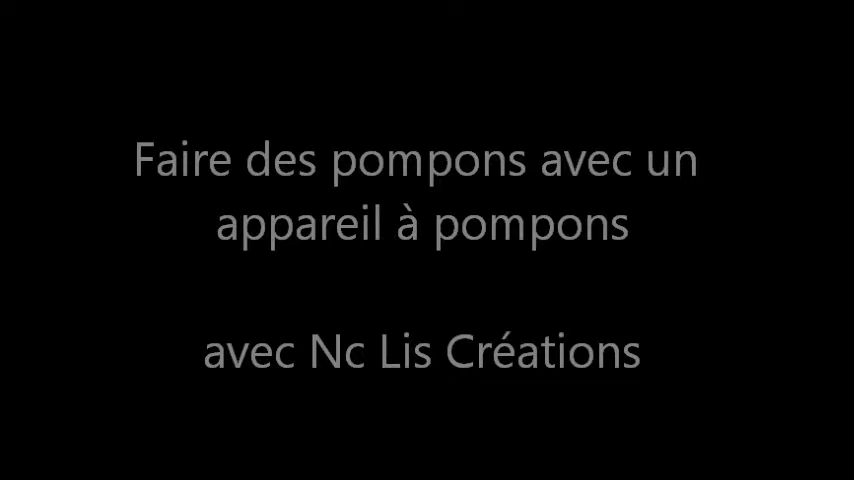 Faire des pompons avec un
appareil à pompons
avec Nc Lis Créations